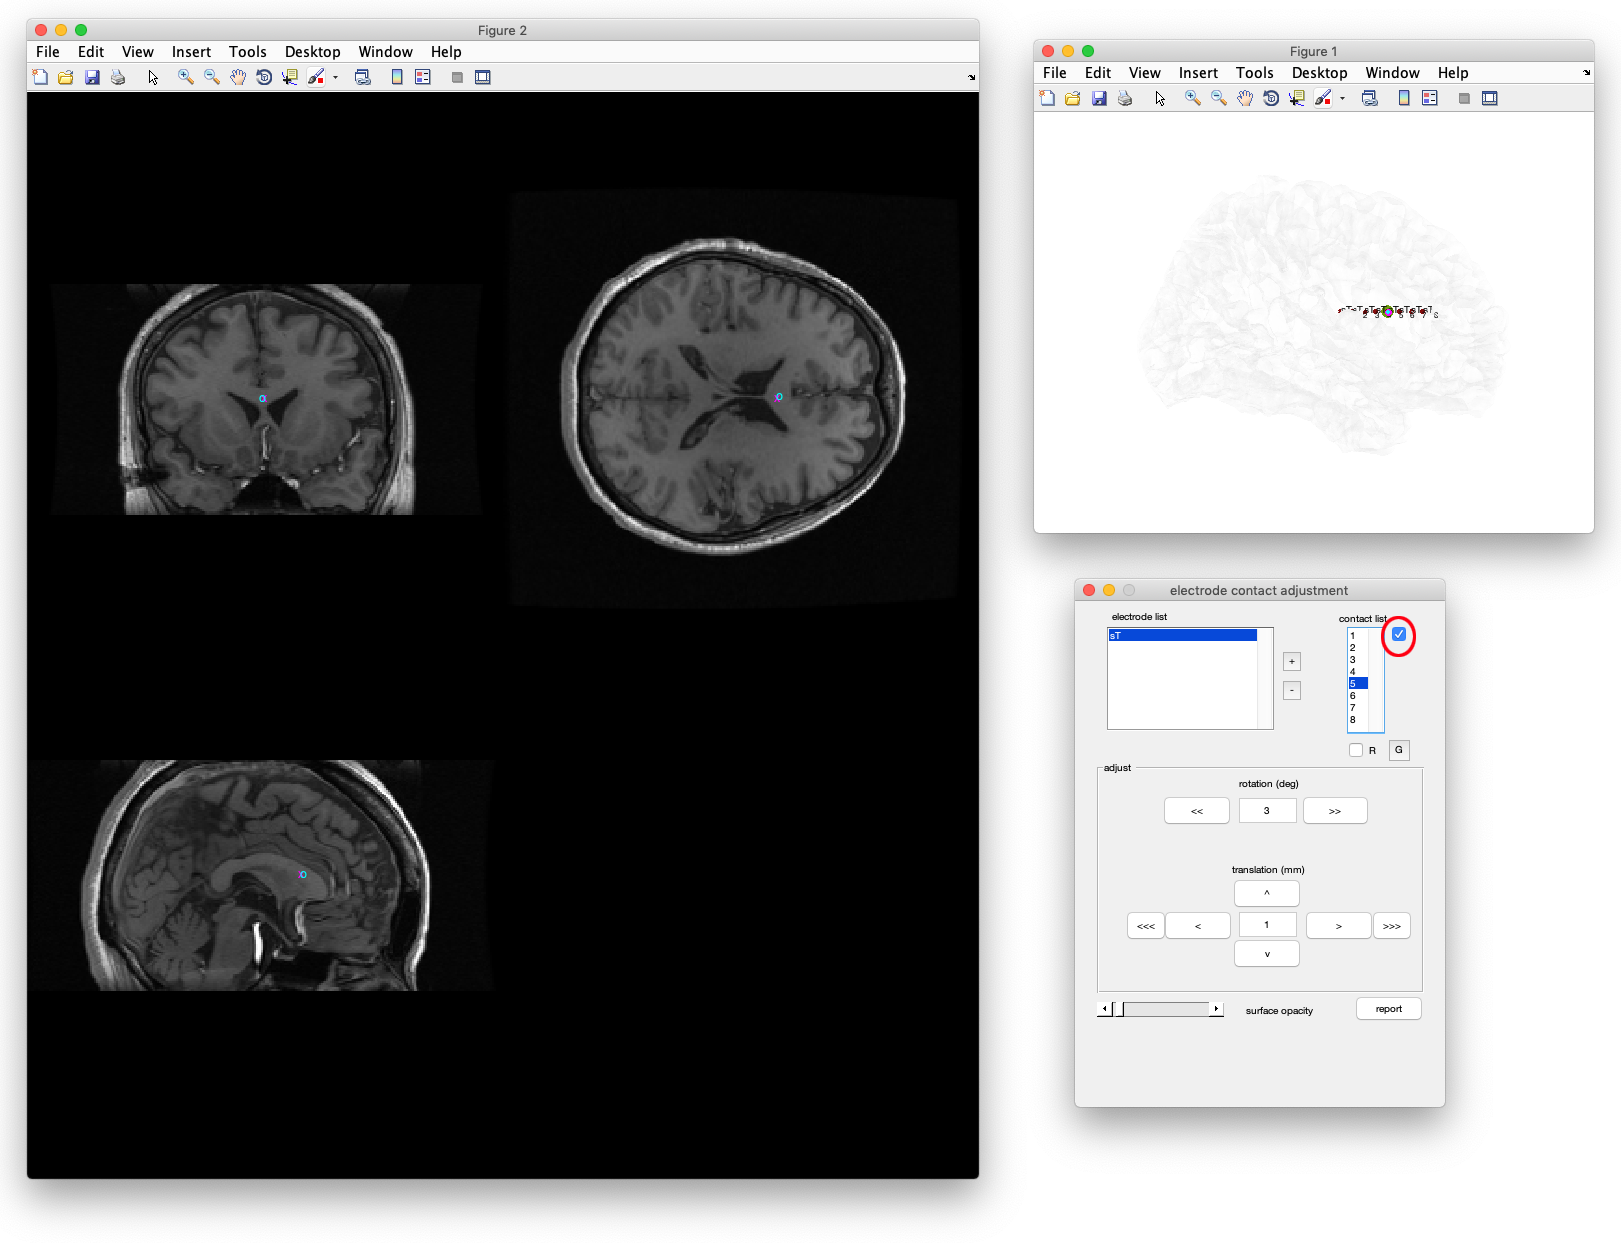 Figure 2
File Edit View Insert Tools Desktop Window Help
Figure 1
File Edit View Insert Tools Desktop Window Help
electrode contact adjustment
electrode list
contact list
sT
1
2
3
4
5
6
7
8
+
-
R
G
adjust
rotation (deg)
<< 3 >>
translation (mm)
^
<<< < 1 > >>>
v
surface opacity
report